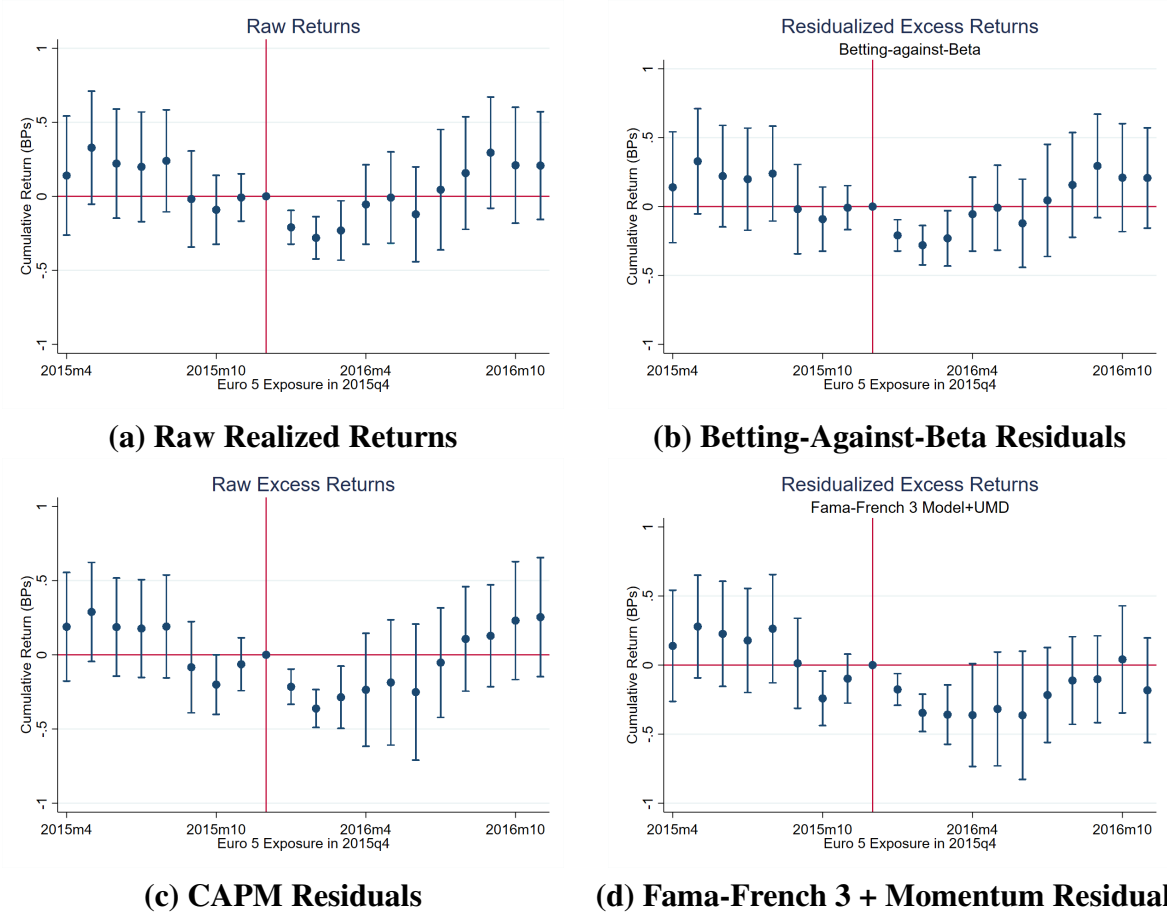 Raw Returns
Cumulative Return (BPs)
1
.5
0
-.5
-1
2015m4 2015m10 2016m4 2016m10
Euro 5 Exposure in 2015q4
(a) Raw Realized Returns
Residualized Excess Returns
Betting-against-Beta
Cumulative Return (BPs)
1
.5
0
-.5
-1
2015m4 2015m10 2016m4 2016m10
Euro 5 Exposure in 2015q4
(b) Betting-Against-Beta Residuals
Raw Excess Returns
Cumulative Return (BPs)
1
.5
0
-.5
-1
2015m4 2015m10 2016m4 2016m10
Euro 5 Exposure in 2015q4
(c) CAPM Residuals
Residualized Excess Returns
Fama-French 3 Model+UMD
Cumulative Return (BPs)
1
.5
0
-.5
-1
2015m4 2015m10 2016m4 2016m10
Euro 5 Exposure in 2015q4
(d) Fama-French 3 + Momentum Residual